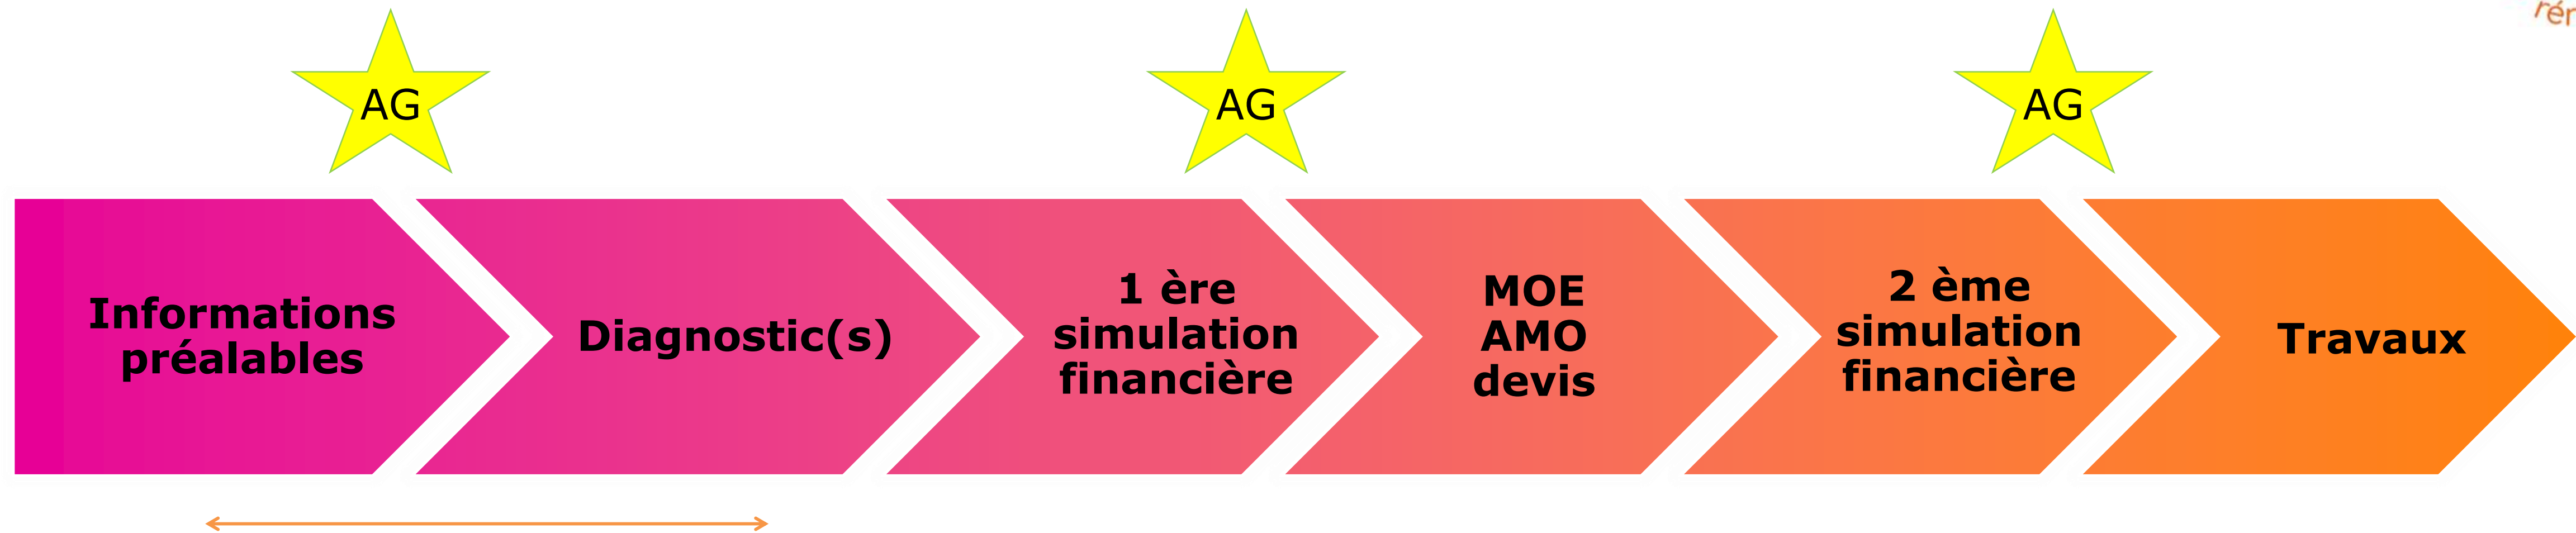 AG
AG
AG
Informations
préalables
Diagnostic(s)
1 ère
simulation
financière
MOE
AMO
devis
2 ème
simulation
financière
Travaux